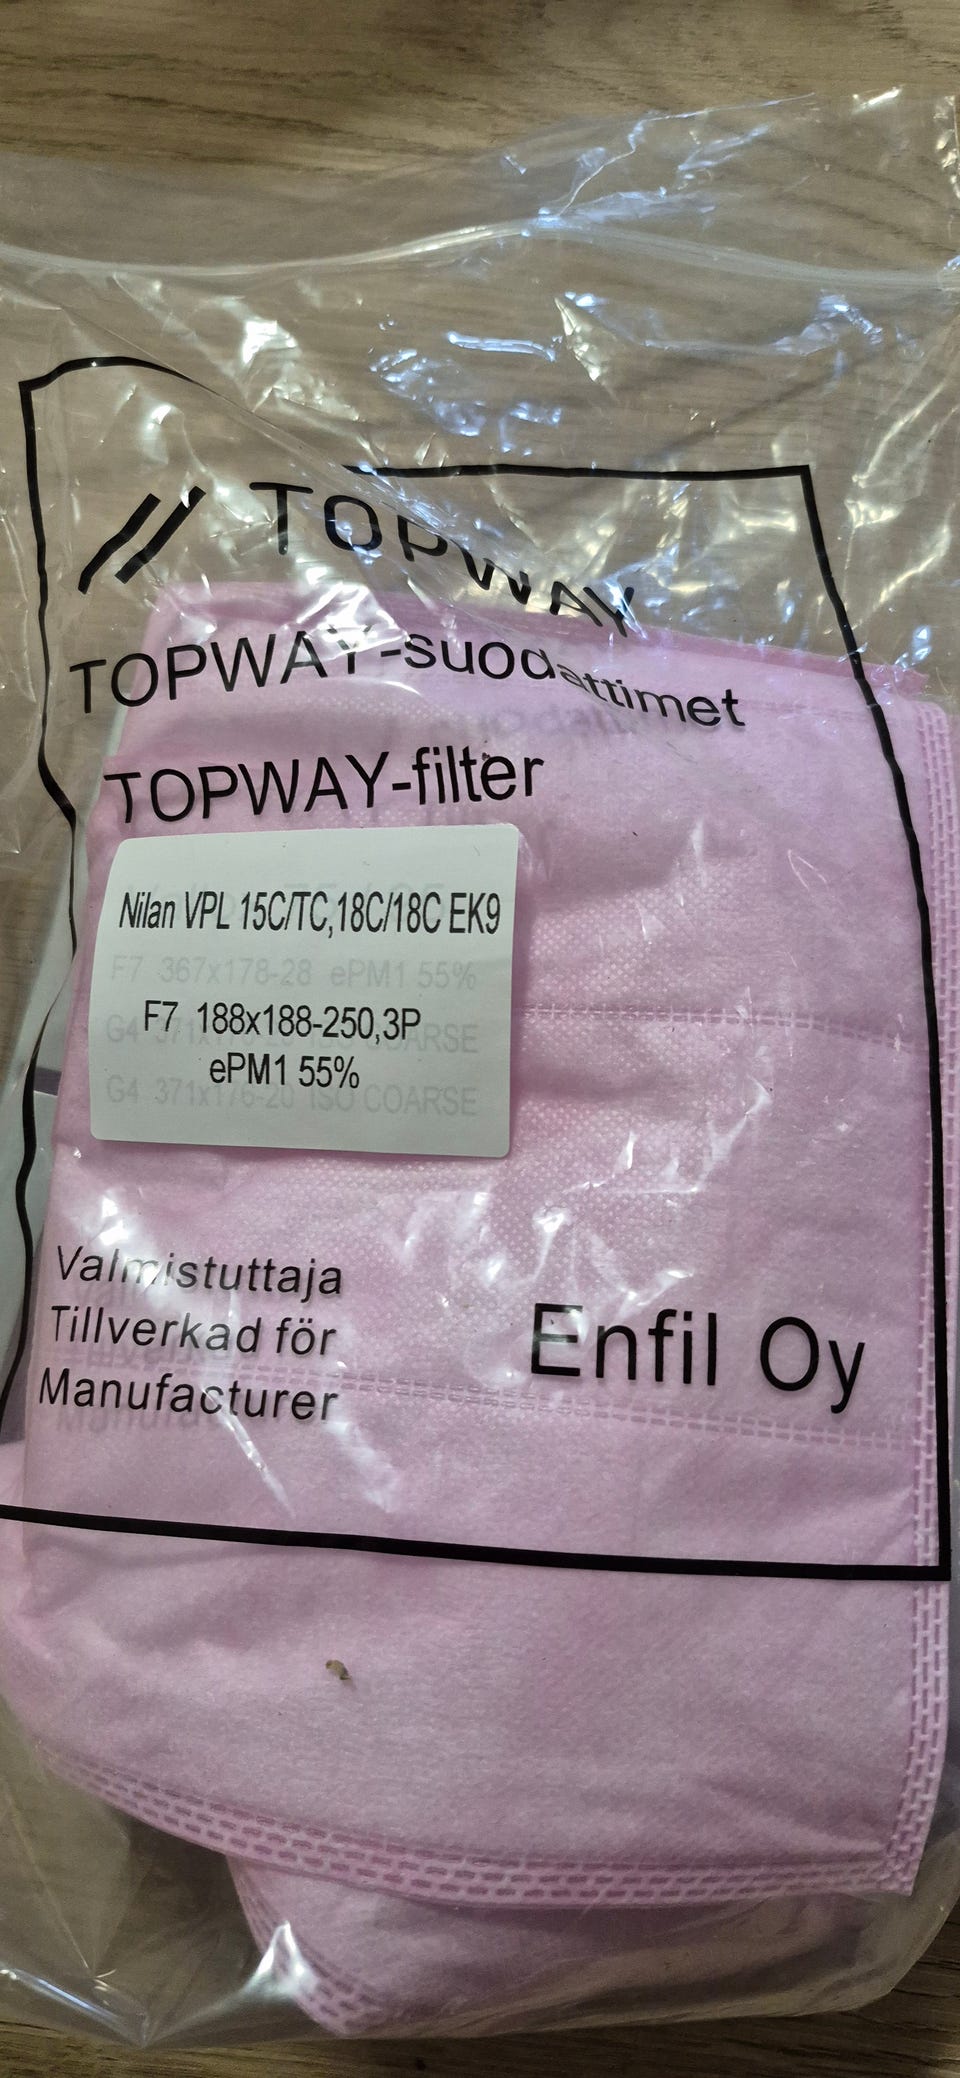 TOPWAY
TOPWAY-suodattimet
TOPWAY-filter
Nilan VPL 15C/TC,18C/18C EK9
F7 367x178-28 ePM1 55%
F7 188x188-250,3P
ePM1 55%
G4 371x176-20 ISO COARSE
Valmistuttaja
Tillverkad för
Manufacturer
Enfil Oy